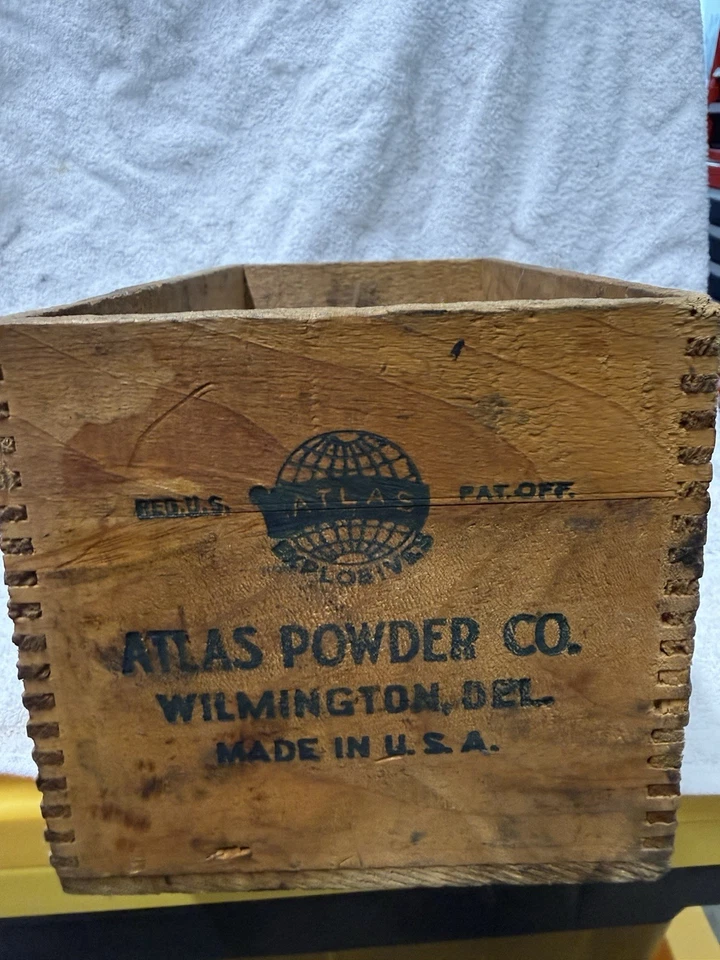 REG. U.S. PAT. OFF.
ATLAS
EXPLOSIVES
ATLAS POWDER CO.
WILMINGTON, DEL.
MADE IN U.S.A.